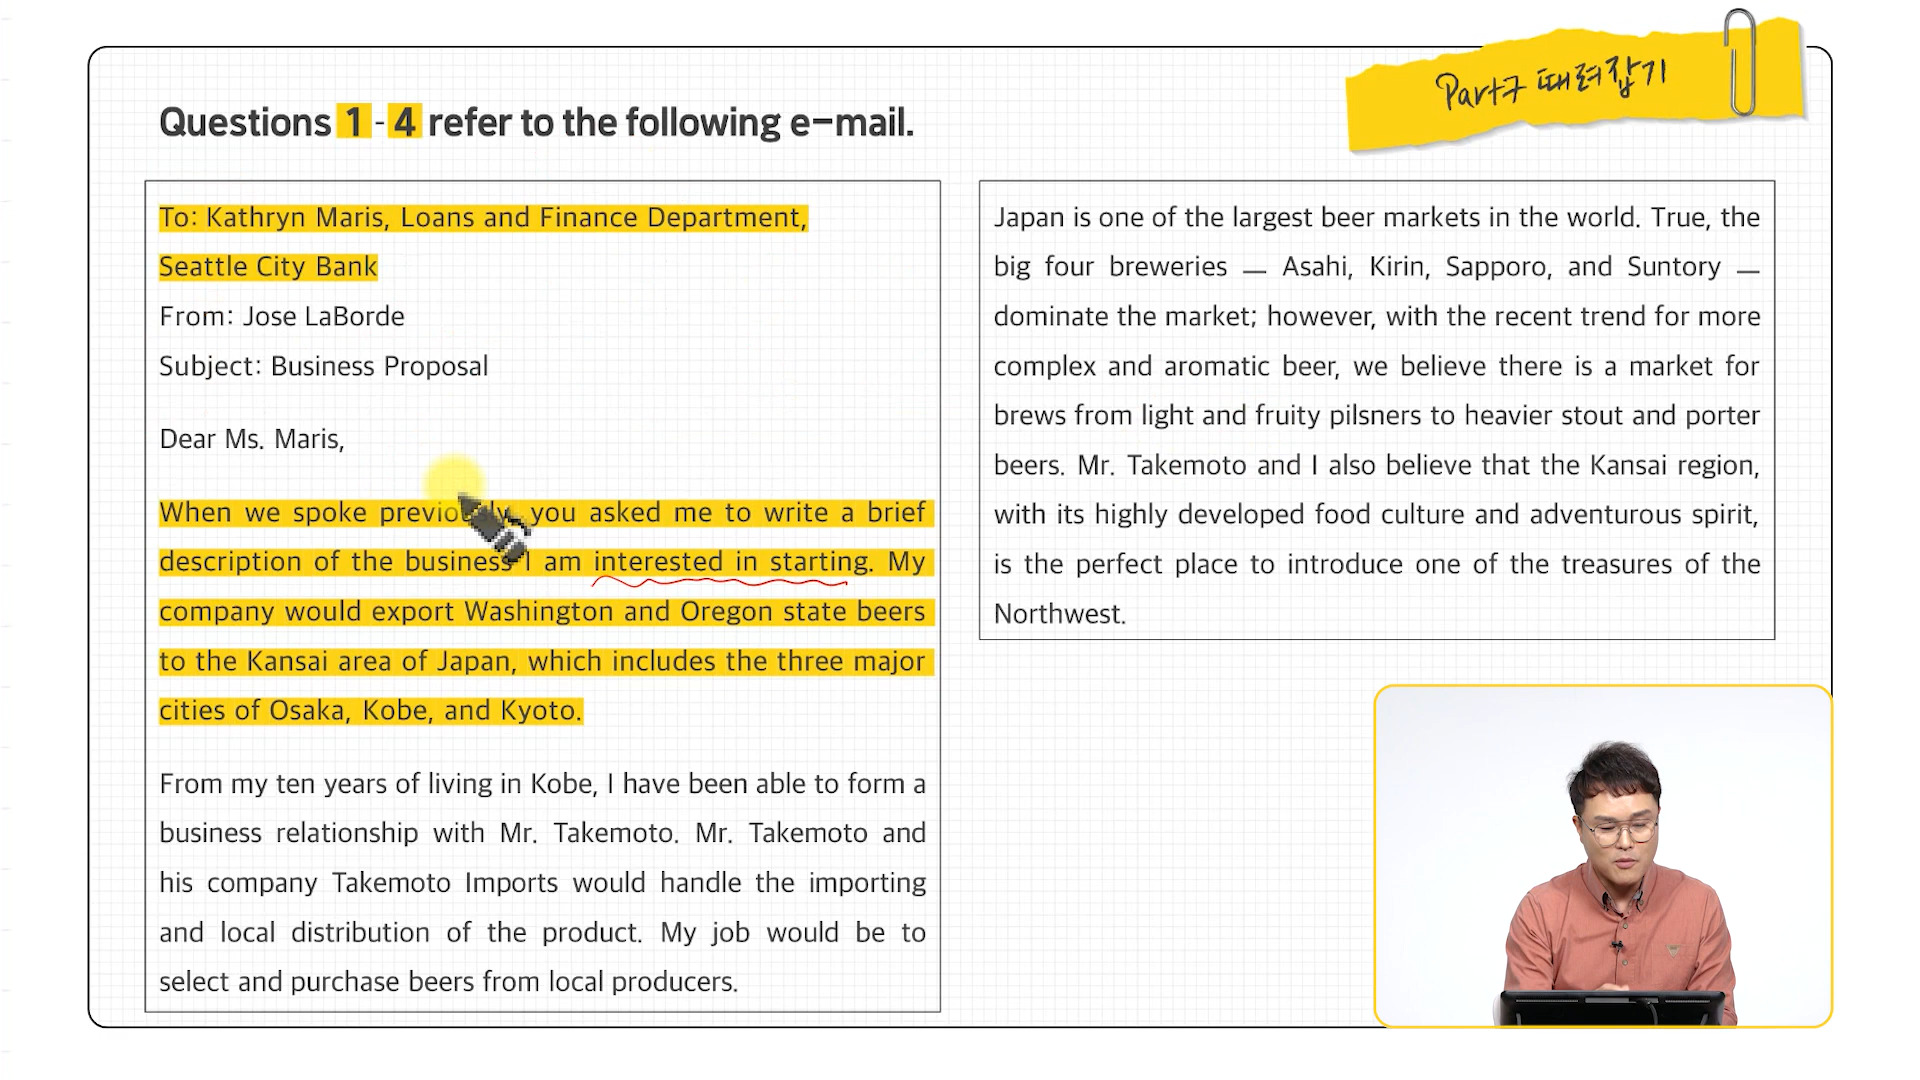 Part7 때려잡기
Questions 1 - 4 refer to the following e-mail.
To: Kathryn Maris, Loans and Finance Department,
Seattle City Bank
From: Jose LaBorde
Subject: Business Proposal
Dear Ms. Maris,
When we spoke previously, you asked me to write a brief
description of the business I am interested in starting. My
company would export Washington and Oregon state beers
to the Kansai area of Japan, which includes the three major
cities of Osaka, Kobe, and Kyoto.
From my ten years of living in Kobe, I have been able to form a
business relationship with Mr. Takemoto. Mr. Takemoto and
his company Takemoto Imports would handle the importing
and local distribution of the product. My job would be to
select and purchase beers from local producers.
Japan is one of the largest beer markets in the world. True, the
big four breweries — Asahi, Kirin, Sapporo, and Suntory —
dominate the market; however, with the recent trend for more
complex and aromatic beer, we believe there is a market for
brews from light and fruity pilsners to heavier stout and porter
beers. Mr. Takemoto and I also believe that the Kansai region,
with its highly developed food culture and adventurous spirit,
is the perfect place to introduce one of the treasures of the
Northwest.